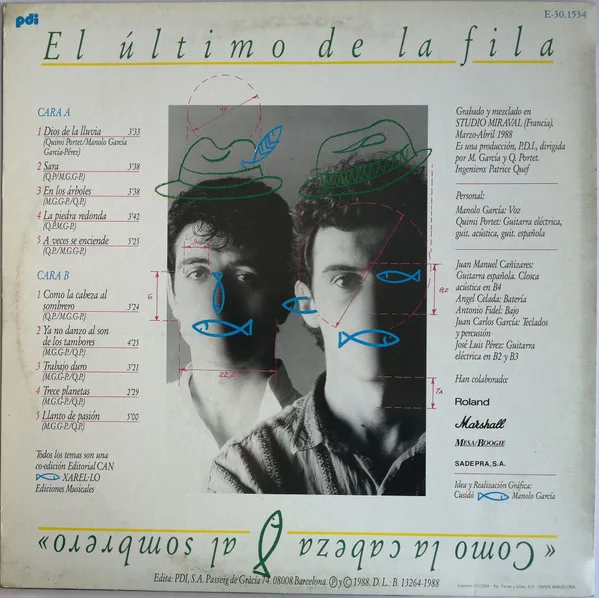 pdi
E-30.1534
El último de la fila
CARA A
1 Dios de la lluvia 3'33
(Quimi Portet/Manolo García
García-Pérez)
2 Sara 3'38
(M.G.G-P./Q.P.)
3 En los árboles 3'38
(M.G.G-P./Q.P.)
4 La piedra redonda 3'42
(Q.P./M.G-P.)
5 A veces se enciende 5'25
(Q.P./M.G.G-P.)
CARA B
1 Como la cabeza al
sombrero 3'24
(Q.P./M.G.G-P.)
2 Ya no danzo al son
de los tambores 4'23
(M.G.G-P./Q.P.)
3 Trabajo duro 3'21
(M.G.G-P./Q.P.)
4 Trece planetas 2'29
(M.G.G-P./Q.P.)
5 Llanto de pasión 5'00
(M.G.G-P./Q.P.)
Todos los temas son una
co-edición Editorial CAN
XAREL·LO
Ediciones Musicales
6
22,2
Grabado y mezclado en
STUDIO MIRAVAL (Francia).
Marzo-Abril 1988
Es una producción, P.D.I., dirigida
por M. García y Q. Portet.
Ingeniero: Patrice Quef
Personal:
Manolo García: Voz
Quimi Portet: Guitarra eléctrica,
guit. acústica, guit. española
Juan Manuel Cañizares:
Guitarra española. Closca
acústica en B4
Angel Celada: Batería
Antonio Fidel: Bajo
Juan Carlos García: Teclados
y percusión
José Luis Pérez: Guitarra
eléctrica en B2 y B3
Han colaborado:
Roland
Marshall
MESA/BOOGIE
SADEPRA, S.A.
Idea y Realización Gráfica:
Cusidó Manolo García
«Como la cabeza al sombrero»
Edita: PDI, S.A. Passeig de Gràcia 74. 08008 Barcelona. Ⓟ y © 1988. D. L.: B. 13264-1988